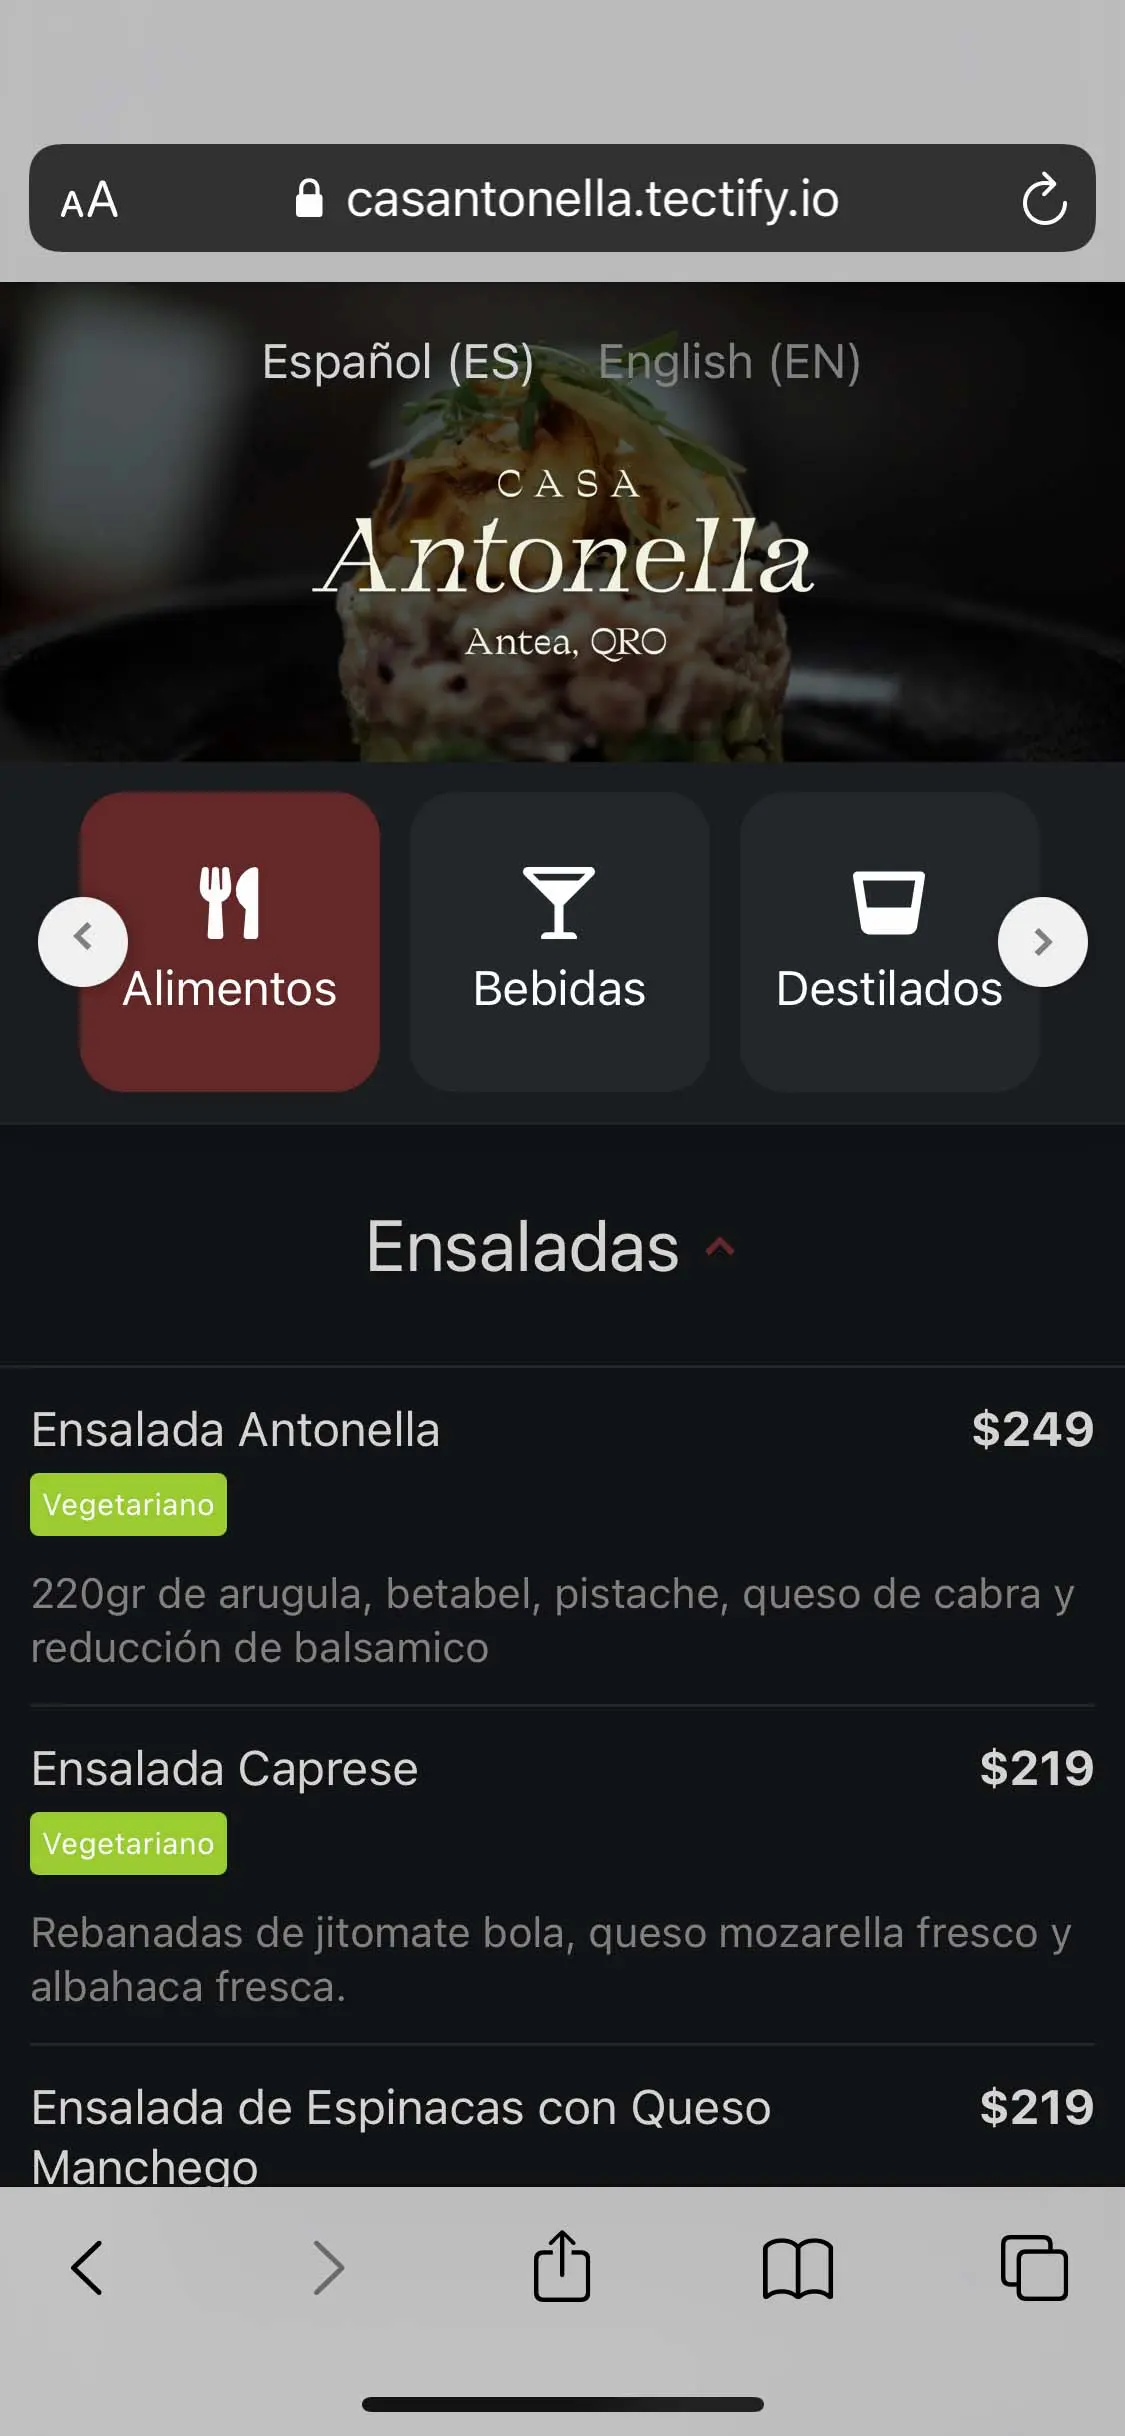 AA
casantonella.tectify.io
Español (ES) English (EN)
CASA
Antonella
Antea, QRO
Alimentos Bebidas Destilados
Ensaladas
Ensalada Antonella $249
Vegetariano
220gr de arugula, betabel, pistache, queso de cabra y
reducción de balsamico
Ensalada Caprese $219
Vegetariano
Rebanadas de jitomate bola, queso mozarella fresco y
albahaca fresca.
Ensalada de Espinacas con Queso $219
Manchego